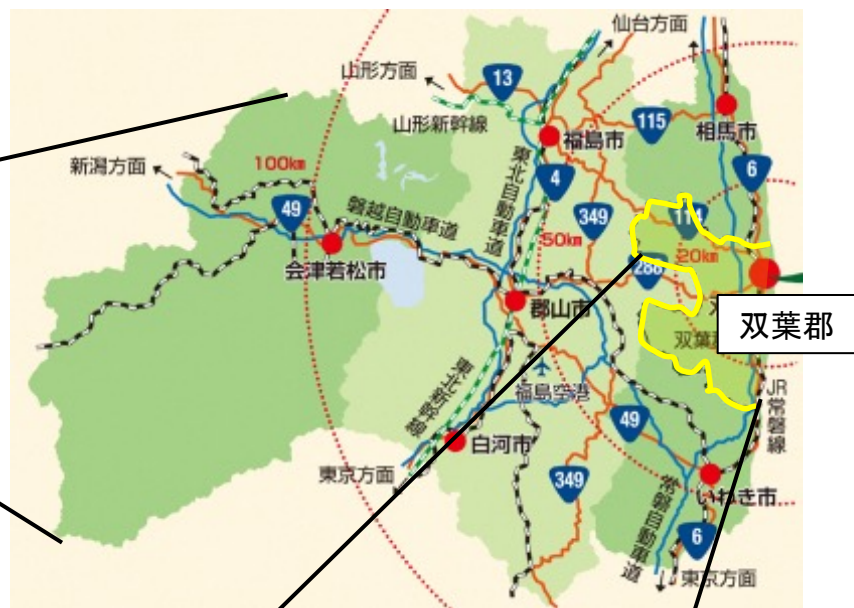 仙台方面
山形方面
13
山形新幹線
福島市
115
相馬市
新潟方面
100km
東北自動車道
4
6
49
磐越自動車道
349
114
50km
20km
会津若松市
288
郡山市
双葉郡
双葉
東北新幹線
福島空港
JR常磐線
49
白河市
東京方面
349
いわき市
常磐自動車道
6
東京方面